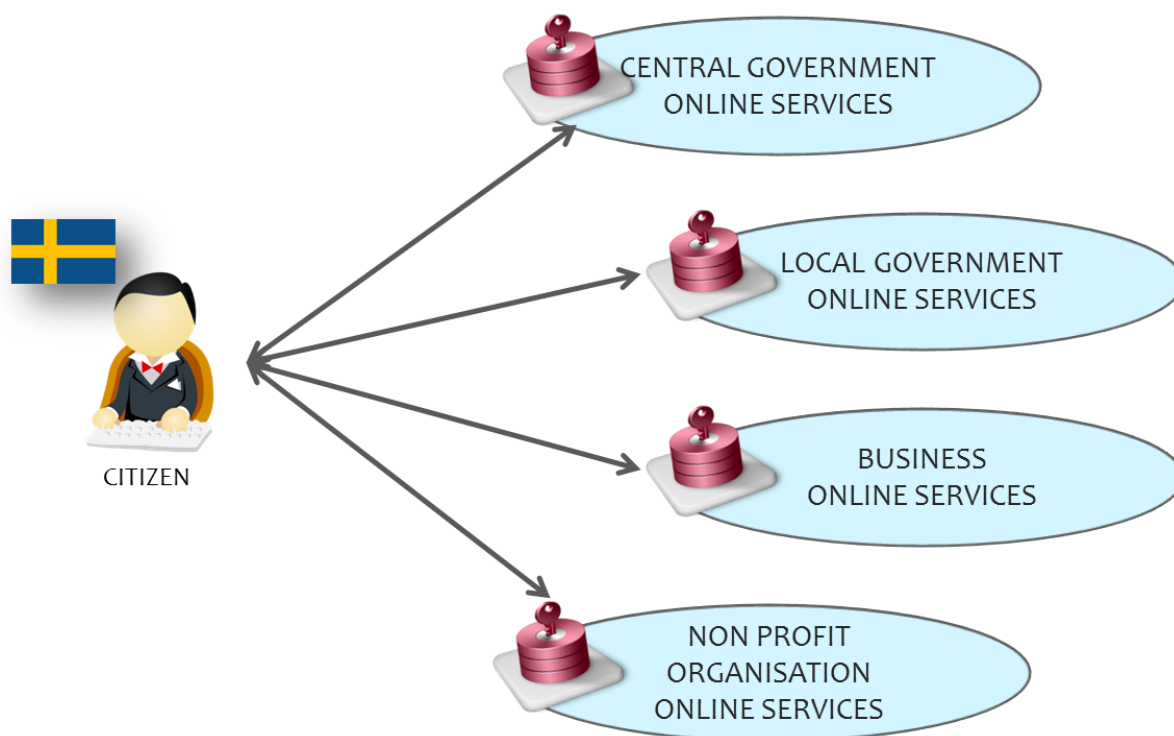 CENTRAL GOVERNMENT
ONLINE SERVICES
LOCAL GOVERNMENT
ONLINE SERVICES
CITIZEN
BUSINESS
ONLINE SERVICES
NON PROFIT
ORGANISATION
ONLINE SERVICES